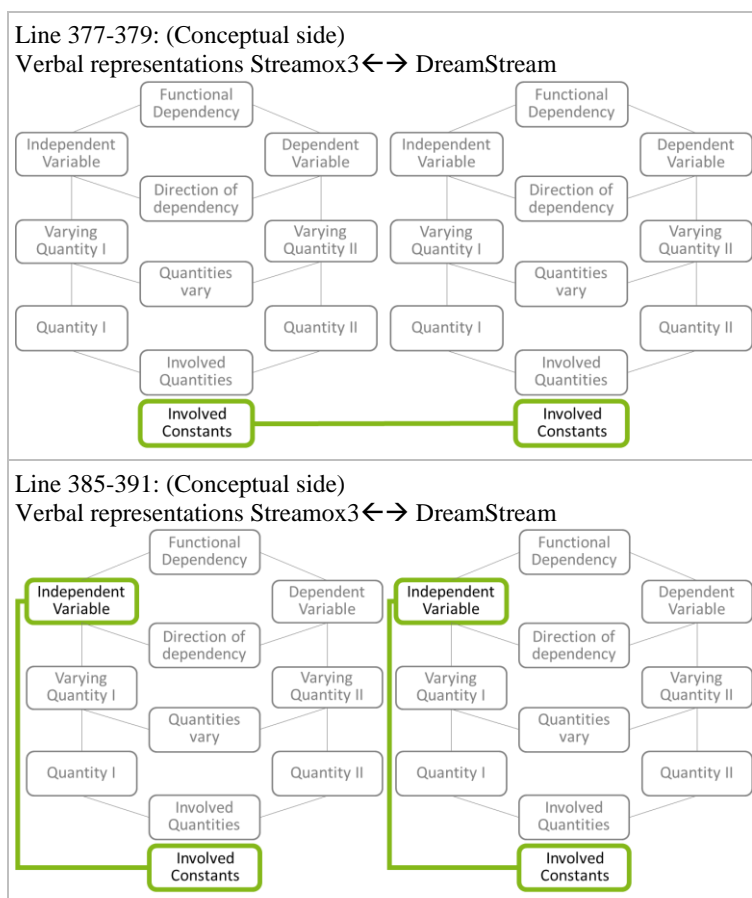 Line 377-379: (Conceptual side)
Verbal representations Streamox3←→ DreamStream
Functional
Dependency
Functional
Dependency
Independent
Variable
Dependent
Variable
Independent
Variable
Dependent
Variable
Direction of
dependency
Direction of
dependency
Varying
Quantity I
Varying
Quantity II
Varying
Quantity I
Varying
Quantity II
Quantities
vary
Quantities
vary
Quantity I
Quantity II
Quantity I
Quantity II
Involved
Quantities
Involved
Quantities
Involved
Constants
Involved
Constants
Line 385-391: (Conceptual side)
Verbal representations Streamox3←→ DreamStream
Functional
Dependency
Functional
Dependency
Independent
Variable
Dependent
Variable
Independent
Variable
Dependent
Variable
Direction of
dependency
Direction of
dependency
Varying
Quantity I
Varying
Quantity II
Varying
Quantity I
Varying
Quantity II
Quantities
vary
Quantities
vary
Quantity I
Quantity II
Quantity I
Quantity II
Involved
Quantities
Involved
Quantities
Involved
Constants
Involved
Constants